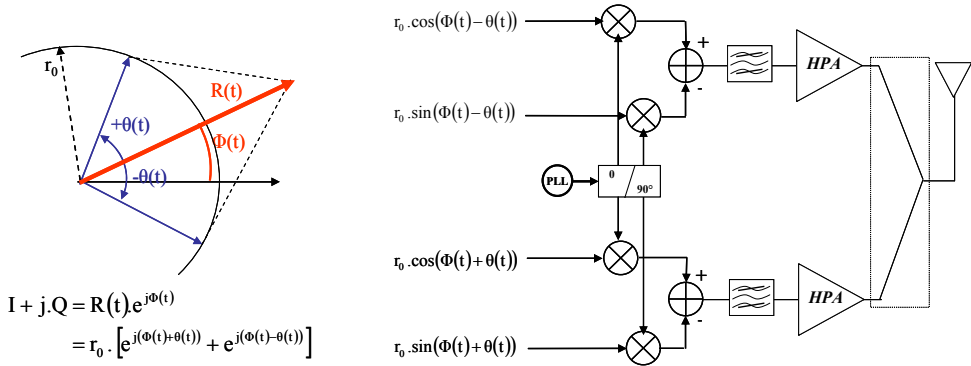 r₀
R(t)
+θ(t)
Φ(t)
-θ(t)
I + j.Q = R(t).e^{jΦ(t)}
= r₀ . [e^{j(Φ(t)+θ(t))} + e^{j(Φ(t)−θ(t))}]
r₀.cos(Φ(t)−θ(t))
+
HPA
-
r₀.sin(Φ(t)−θ(t))
PLL
0
90°
r₀.cos(Φ(t)+θ(t))
+
HPA
-
r₀.sin(Φ(t)+θ(t))